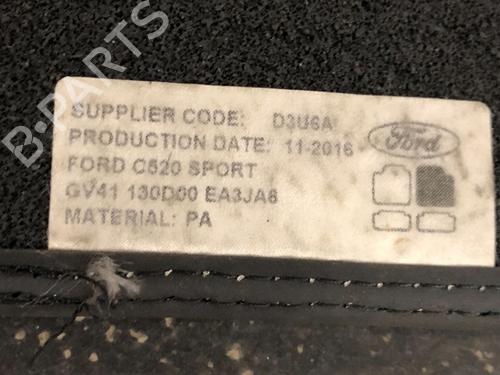 B-PARTS
SUPPLIER CODE: D3U6A
PRODUCTION DATE: 11-2016
Ford
FORD C520 SPORT
GV41 130D00 EA3JA6
MATERIAL: PA